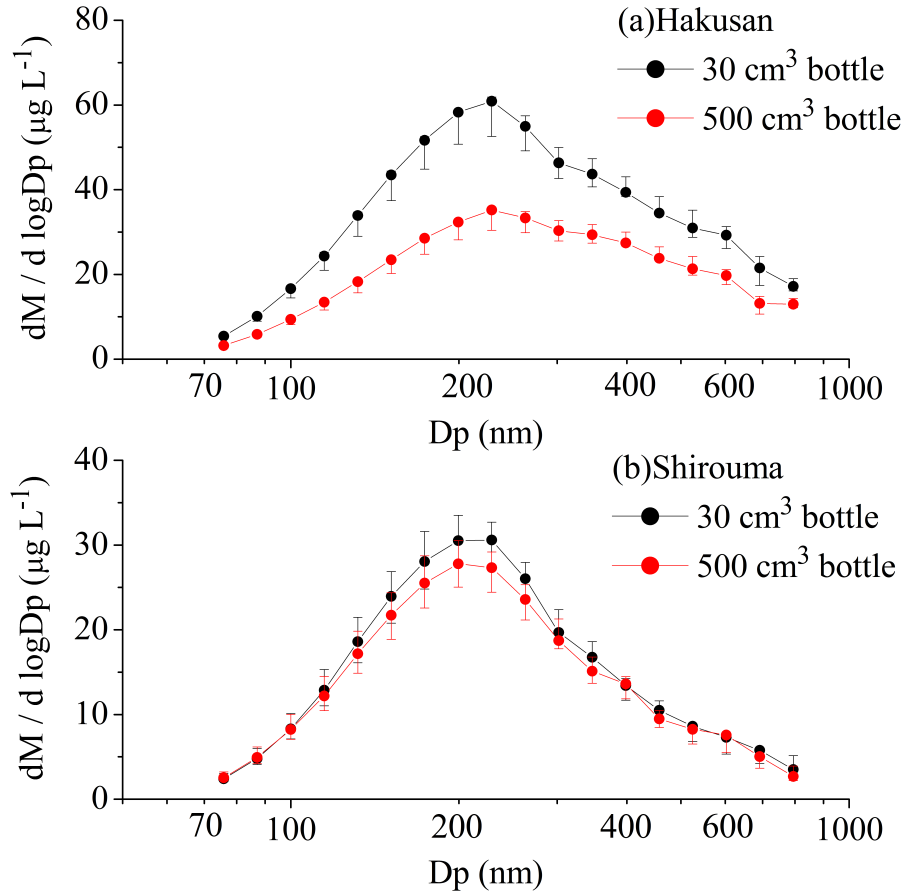 (a)Hakusan
30 cm³ bottle
500 cm³ bottle
dM / d logDp (μg L⁻¹)
80
60
40
20
0
70 100 200 400 600 1000
Dp (nm)
(b)Shirouma
30 cm³ bottle
500 cm³ bottle
dM / d logDp (μg L⁻¹)
40
30
20
10
0
70 100 200 400 600 1000
Dp (nm)